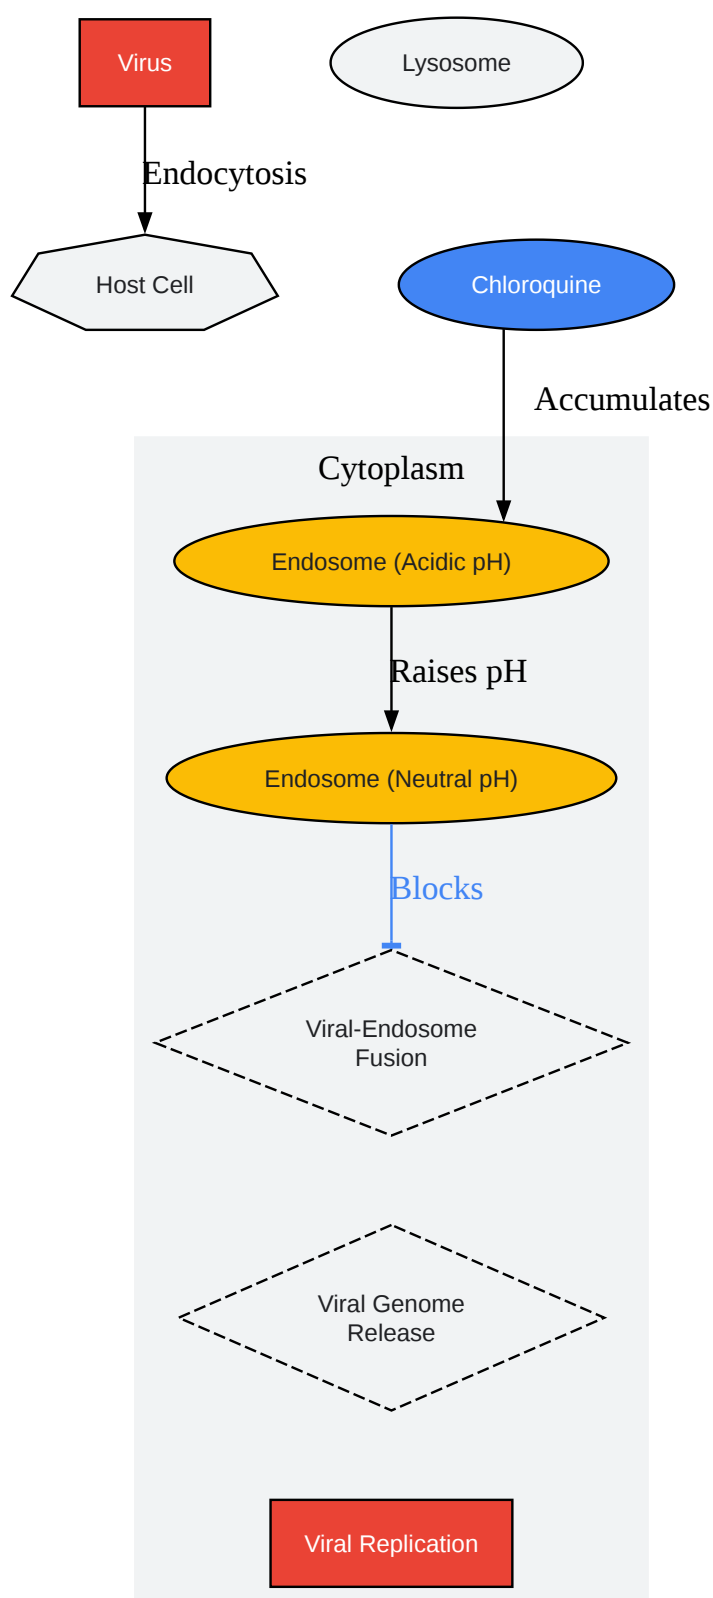 Virus
Lysosome
Endocytosis
Host Cell
Chloroquine
Accumulates
Cytoplasm
Endosome (Acidic pH)
Raises pH
Endosome (Neutral pH)
Blocks
Viral-Endosome
Fusion
Viral Genome
Release
Viral Replication